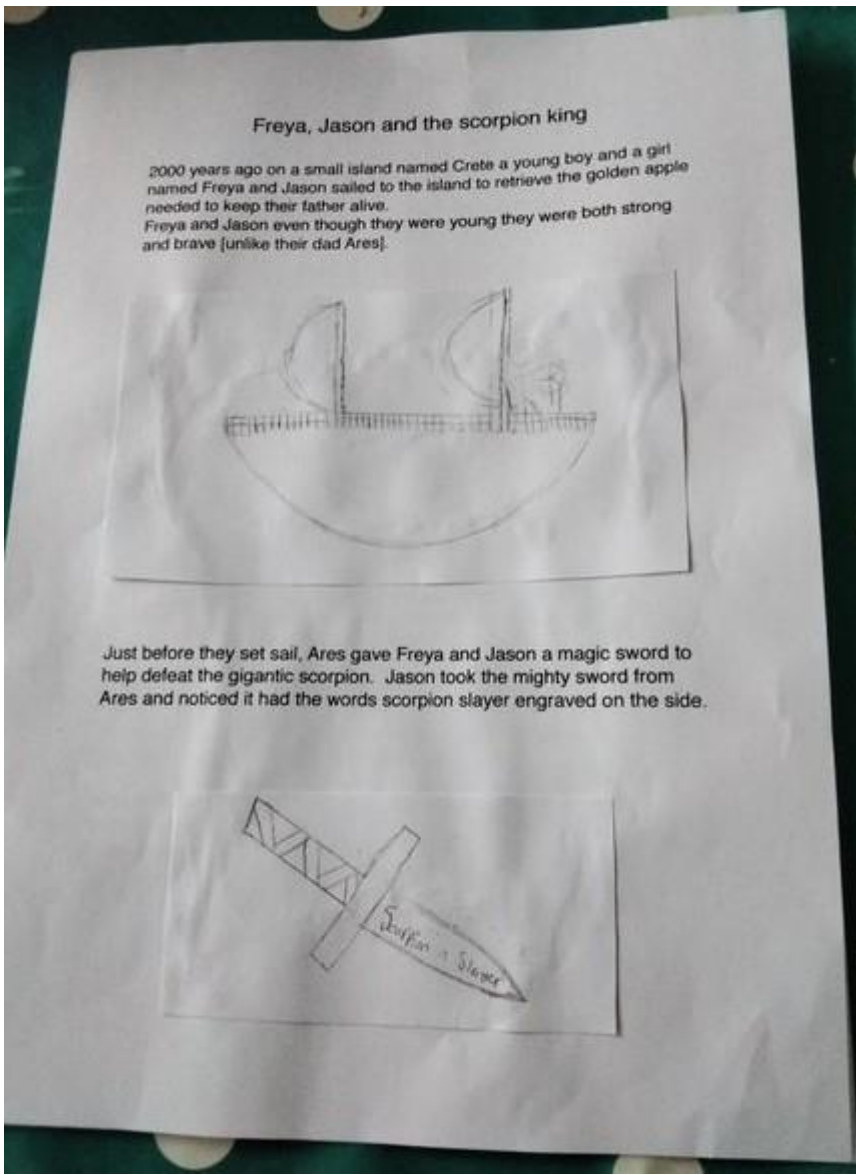 Freya, Jason and the scorpion king
2000 years ago on a small island named Crete a young boy and a girl
named Freya and Jason sailed to the island to retrieve the golden apple
needed to keep their father alive.
Freya and Jason even though they were young they were both strong
and brave [unlike their dad Ares].
Just before they set sail, Ares gave Freya and Jason a magic sword to
help defeat the gigantic scorpion.  Jason took the mighty sword from
Ares and noticed it had the words scorpion slayer engraved on the side.
Scorpion Slayer